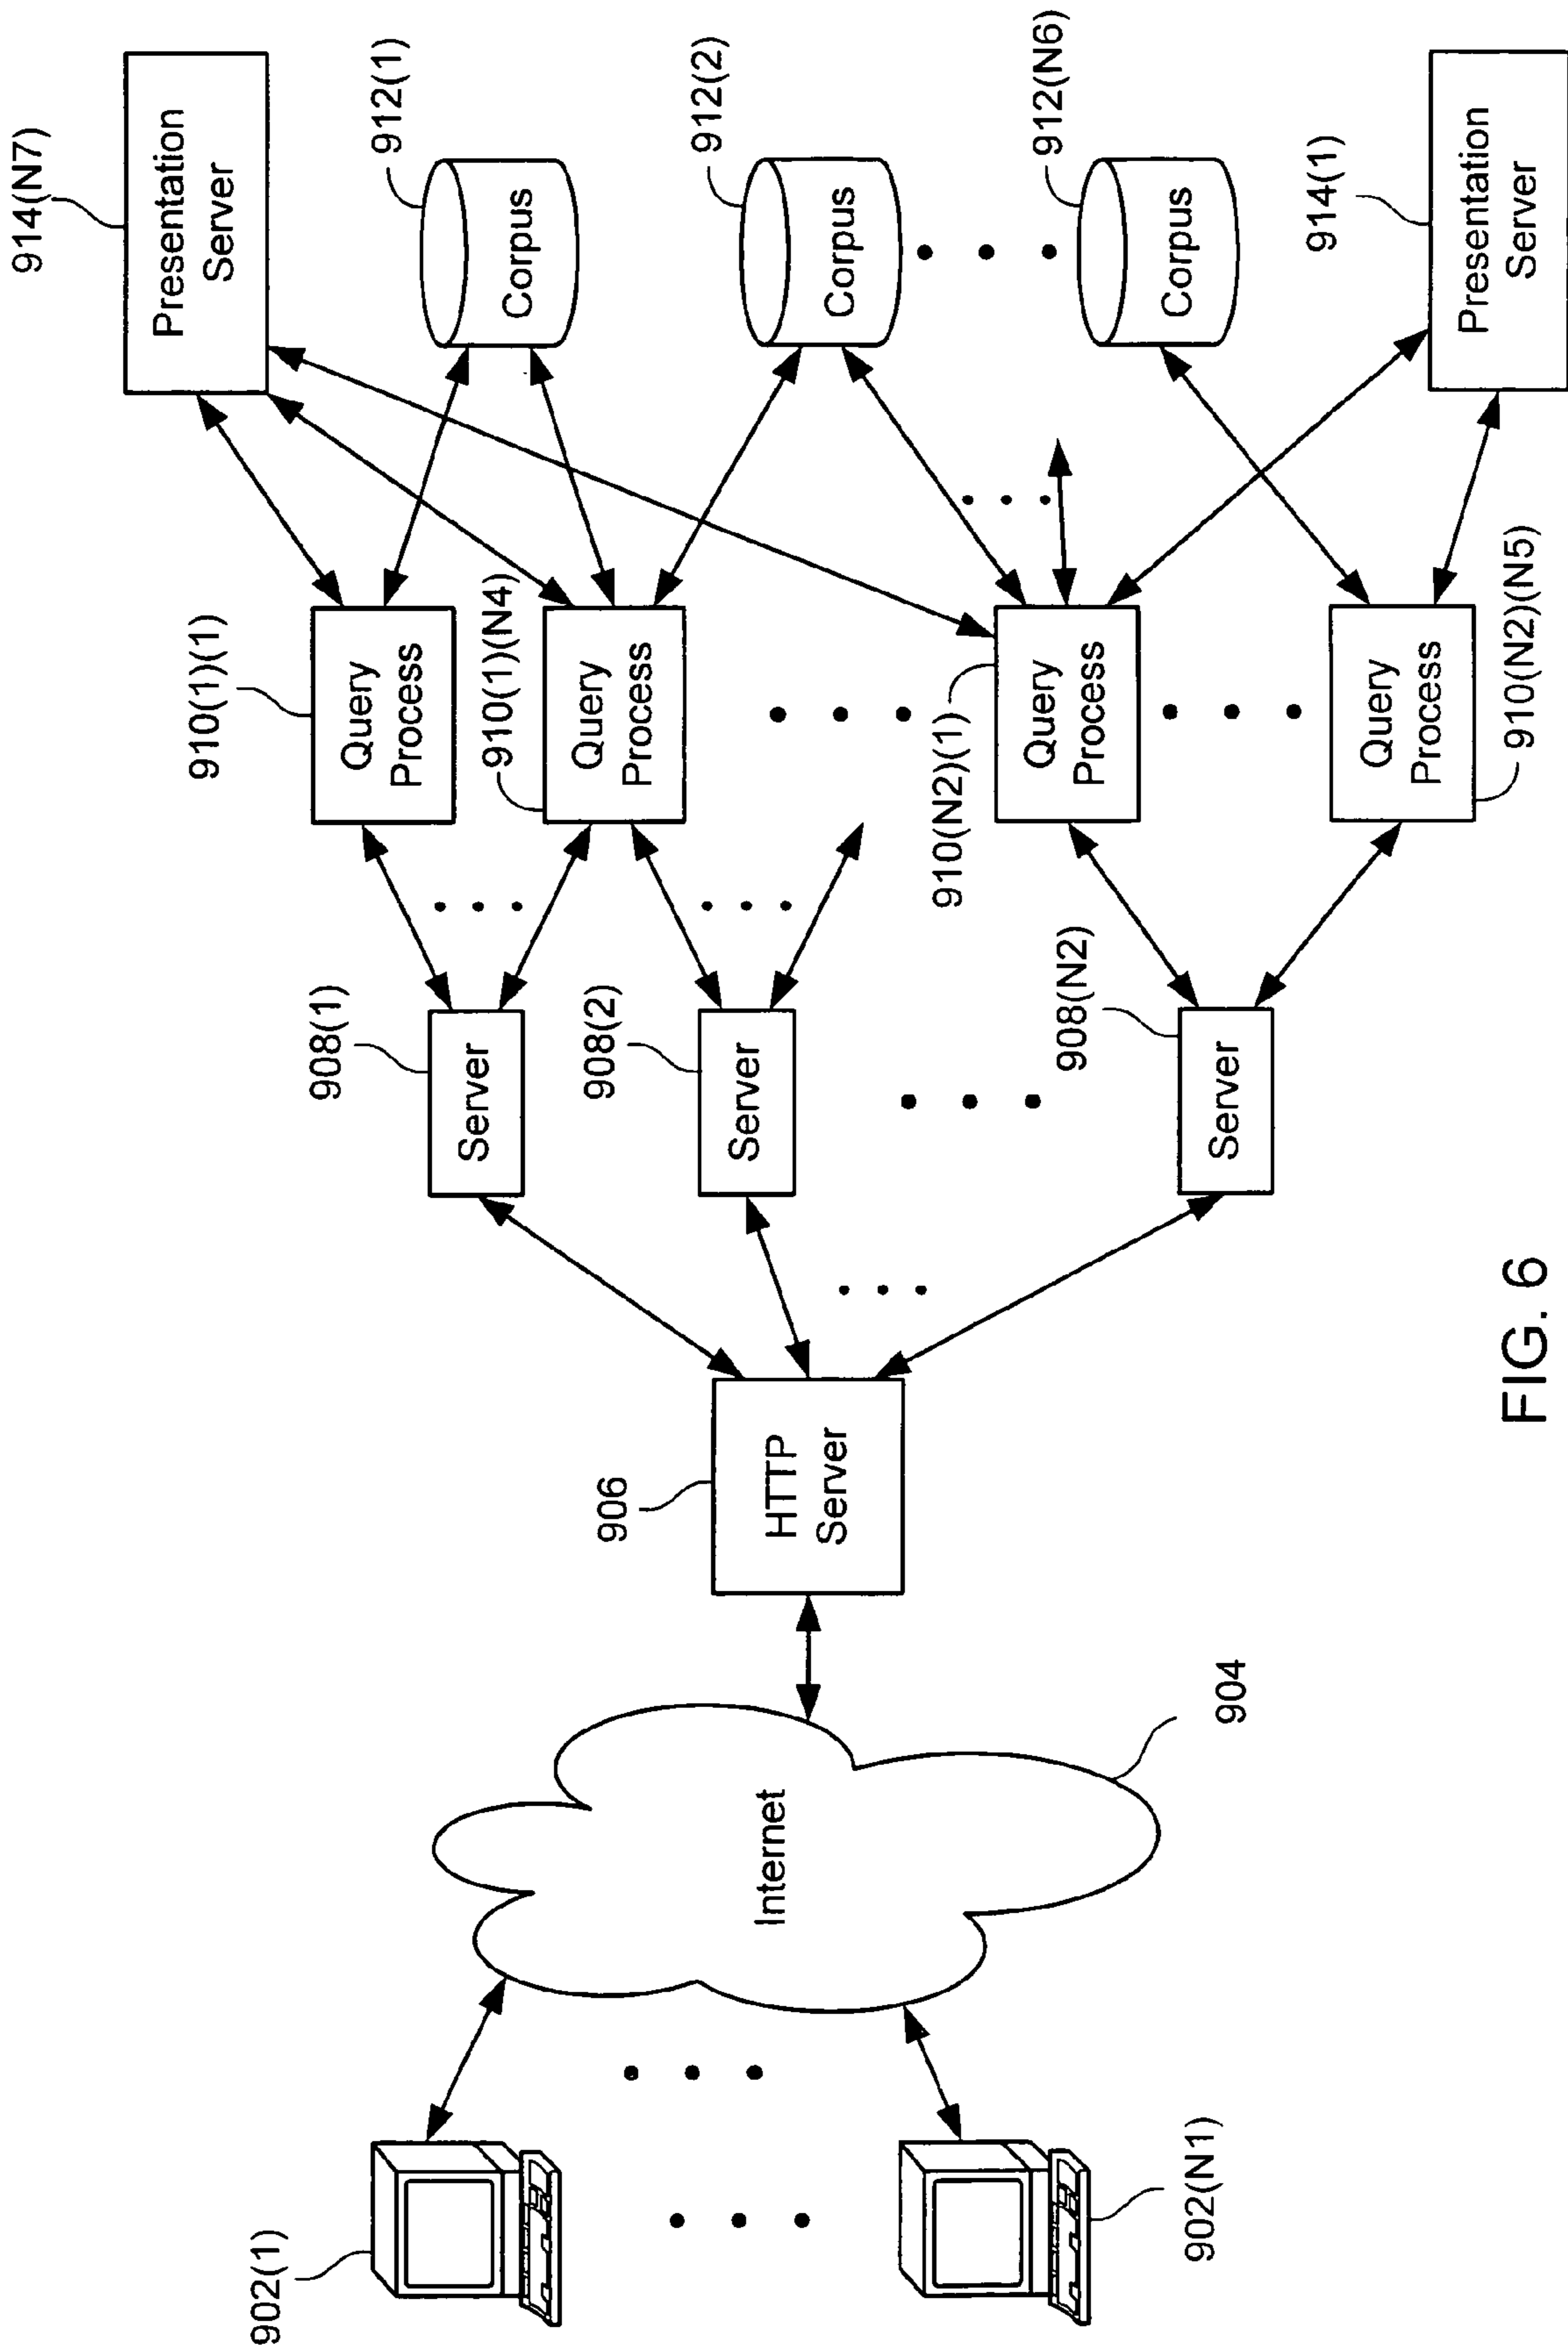 902(1)
902(N1)
Internet
904
906
HTTP
Server
908(1)
Server
908(2)
Server
908(N2)
Server
910(1)(1)
Query
Process
910(1)(N4)
Query
Process
910(N2)(1)
Query
Process
910(N2)(N5)
Query
Process
914(N7)
Presentation
Server
912(1)
Corpus
912(2)
Corpus
912(N6)
Corpus
914(1)
Presentation
Server
FIG. 6